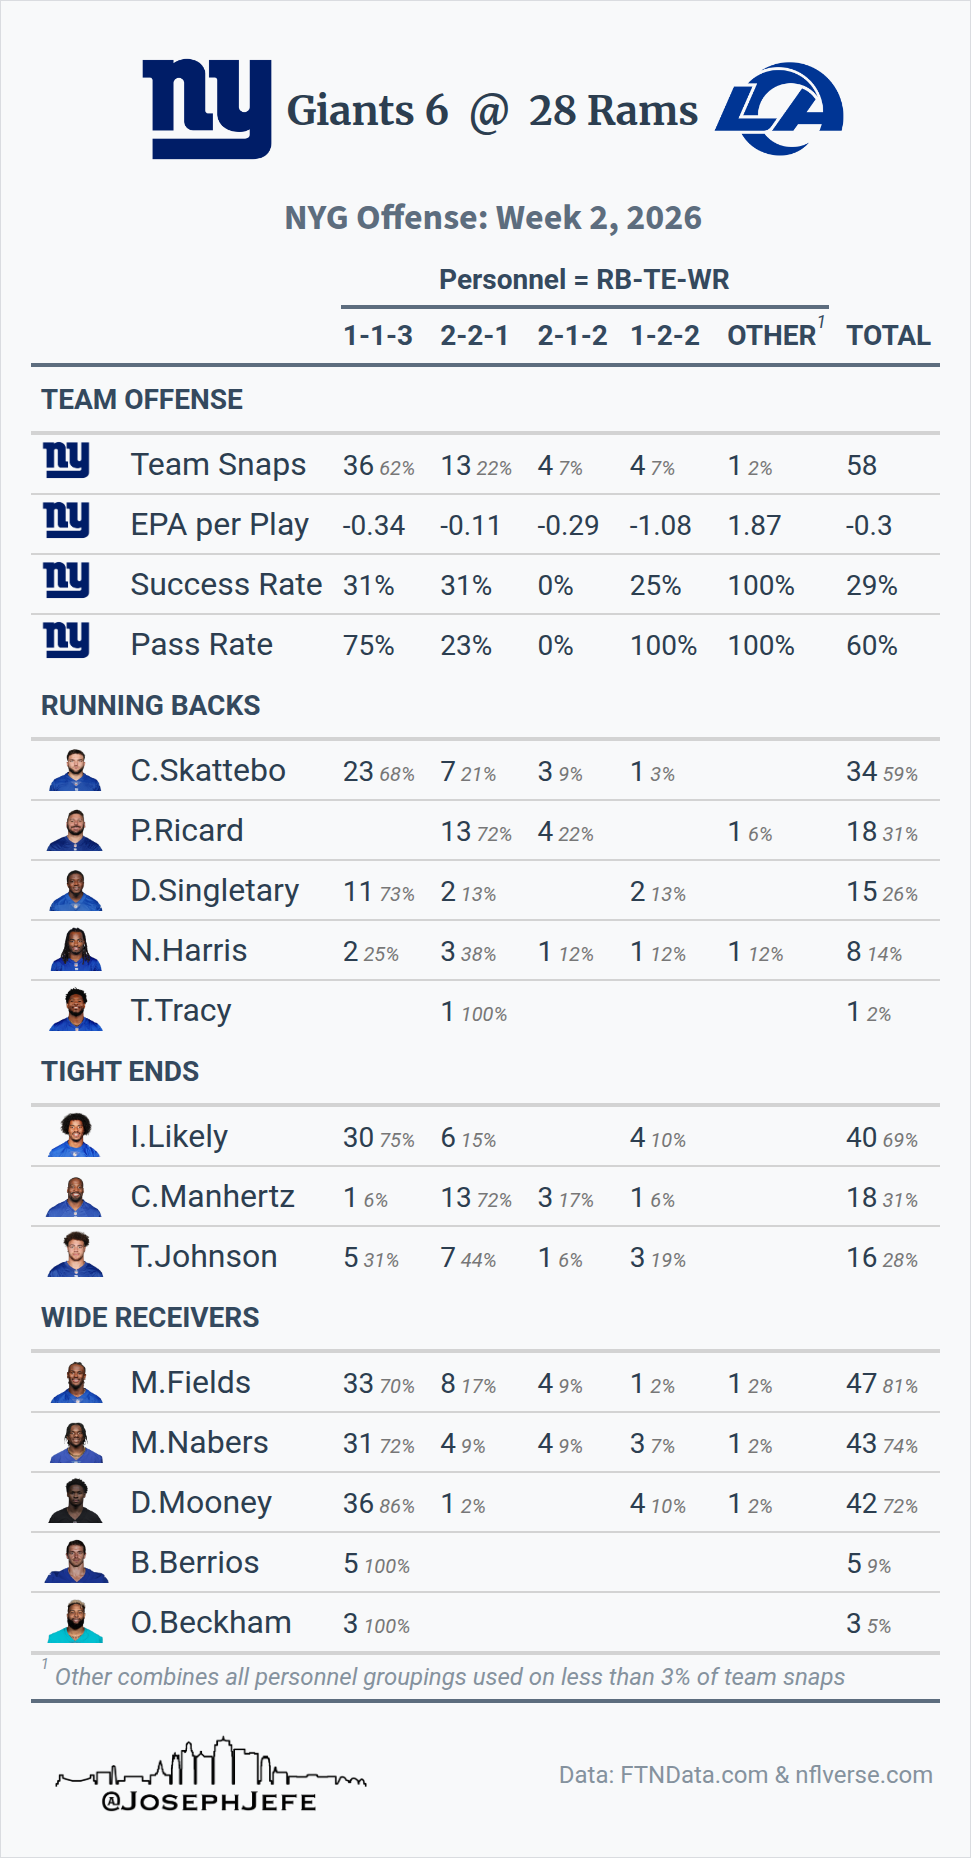 ny Giants 6 @ 28 Rams LA
NYG Offense: Week 2, 2026
Personnel = RB-TE-WR
1-1-3 2-2-1 2-1-2 1-2-2 OTHER1 TOTAL
TEAM OFFENSE
ny Team Snaps 36 62% 13 22% 4 7% 4 7% 1 2% 58
ny EPA per Play -0.34 -0.11 -0.29 -1.08 1.87 -0.3
ny Success Rate 31% 31% 0% 25% 100% 29%
ny Pass Rate 75% 23% 0% 100% 100% 60%
RUNNING BACKS
C.Skattebo 23 68% 7 21% 3 9% 1 3% 34 59%
P.Ricard 13 72% 4 22% 1 6% 18 31%
D.Singletary 11 73% 2 13% 2 13% 15 26%
N.Harris 2 25% 3 38% 1 12% 1 12% 1 12% 8 14%
T.Tracy 1 100% 1 2%
TIGHT ENDS
I.Likely 30 75% 6 15% 4 10% 40 69%
C.Manhertz 1 6% 13 72% 3 17% 1 6% 18 31%
T.Johnson 5 31% 7 44% 1 6% 3 19% 16 28%
WIDE RECEIVERS
M.Fields 33 70% 8 17% 4 9% 1 2% 1 2% 47 81%
M.Nabers 31 72% 4 9% 4 9% 3 7% 1 2% 43 74%
D.Mooney 36 86% 1 2% 4 10% 1 2% 42 72%
B.Berrios 5 100% 5 9%
O.Beckham 3 100% 3 5%
1 Other combines all personnel groupings used on less than 3% of team snaps
@JosephJefe
Data: FTNData.com & nflverse.com